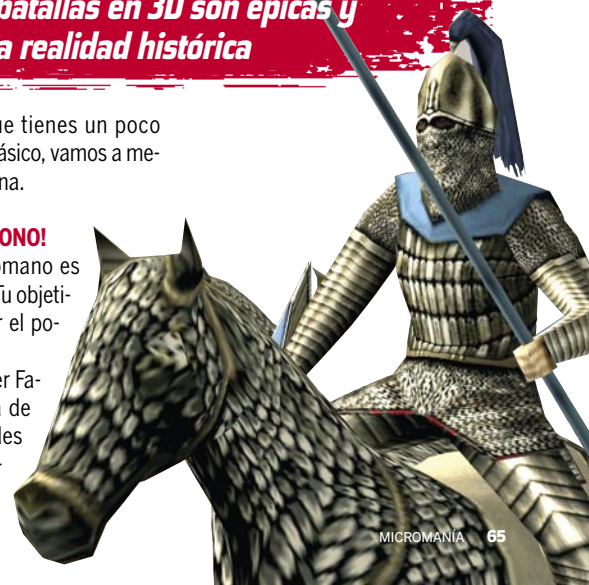 batallas en 3D son épicas y
a realidad histórica
ue tienes un poco
ásico, vamos a me-
na.
ONO!
omano es
Tu objeti-
r el po-
er Fa-
de
les
-
MICROMANÍA 65